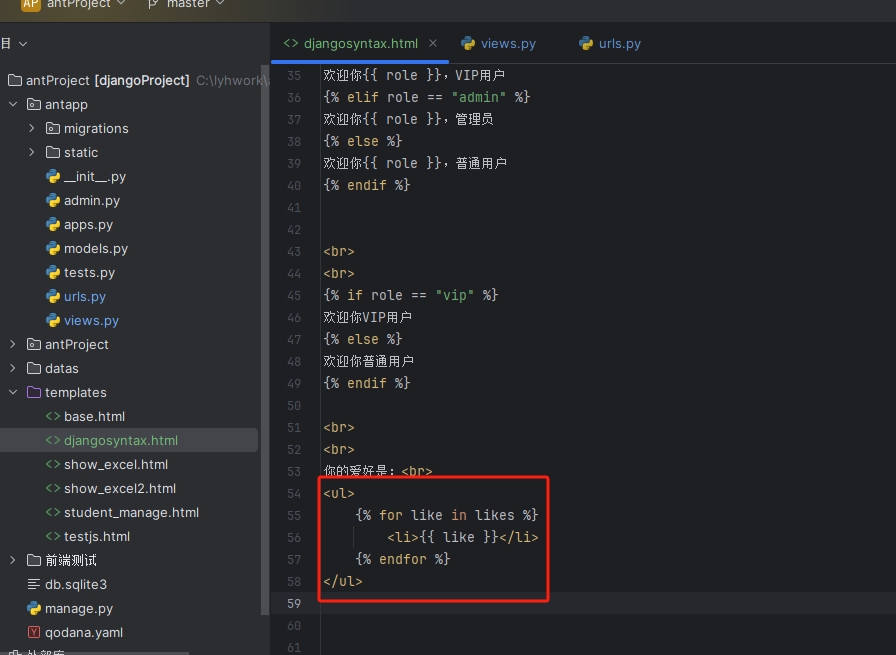 AP antProject master
目
antProject [djangoProject] C:\lyhwork\
antapp
migrations
static
__init__.py
admin.py
apps.py
models.py
tests.py
urls.py
views.py
antProject
datas
templates
base.html
djangosyntax.html
show_excel.html
show_excel2.html
student_manage.html
testjs.html
前端测试
db.sqlite3
manage.py
qodana.yaml
外部库
djangosyntax.html × views.py urls.py
35 欢迎你{{ role }}，VIP用户
36 {% elif role == "admin" %}
37 欢迎你{{ role }}，管理员
38 {% else %}
39 欢迎你{{ role }}，普通用户
40 {% endif %}
41
42
43 <br>
44 <br>
45 {% if role == "vip" %}
46 欢迎你VIP用户
47 {% else %}
48 欢迎你普通用户
49 {% endif %}
50
51 <br>
52 <br>
53 你的爱好是：<br>
54 <ul>
55 {% for like in likes %}
56 <li>{{ like }}</li>
57 {% endfor %}
58 </ul>
59
60
61